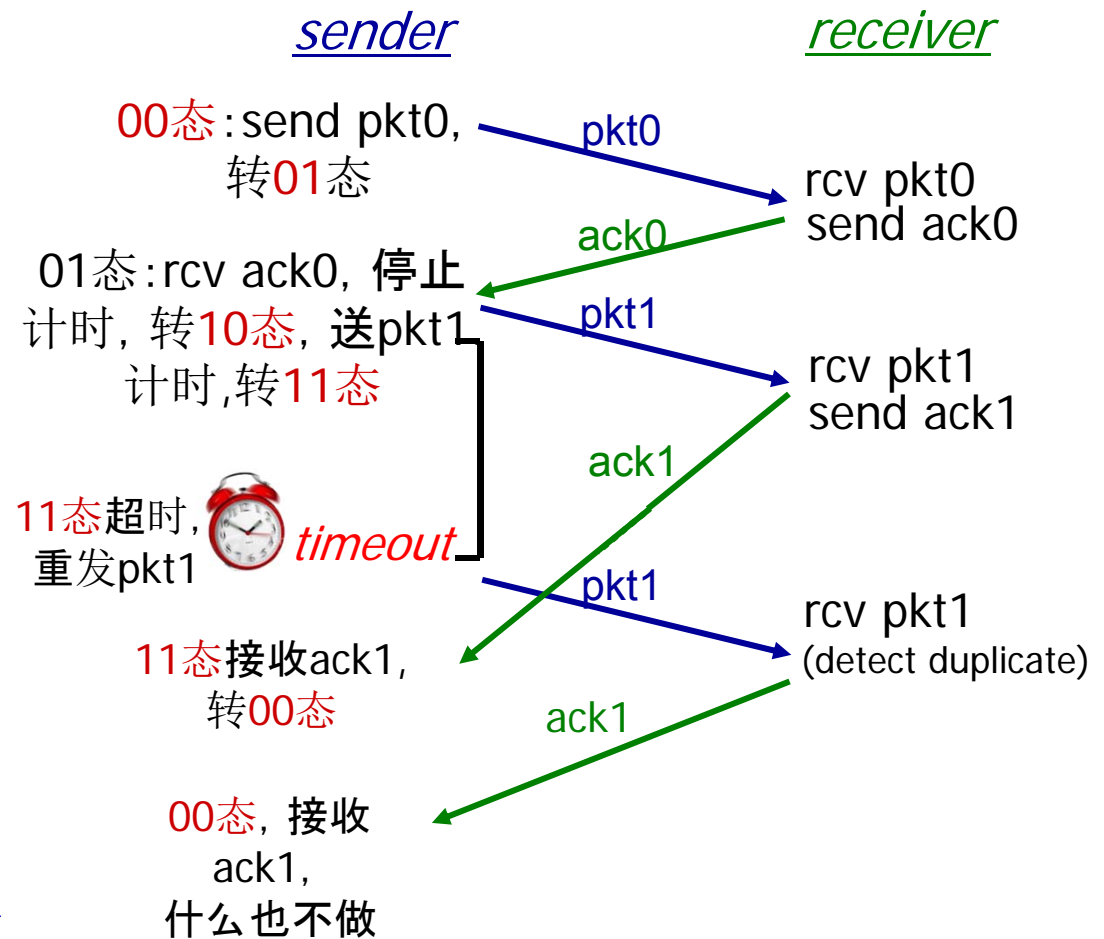 sender
receiver
00态:send pkt0,
转01态
pkt0
rcv pkt0
send ack0
ack0
01态:rcv ack0, 停止
计时, 转10态, 送pkt1
计时,转11态
pkt1
rcv pkt1
send ack1
ack1
11态超时,
重发pkt1
timeout
pkt1
rcv pkt1
(detect duplicate)
11态接收ack1,
转00态
ack1
00态, 接收
ack1,
什么也不做